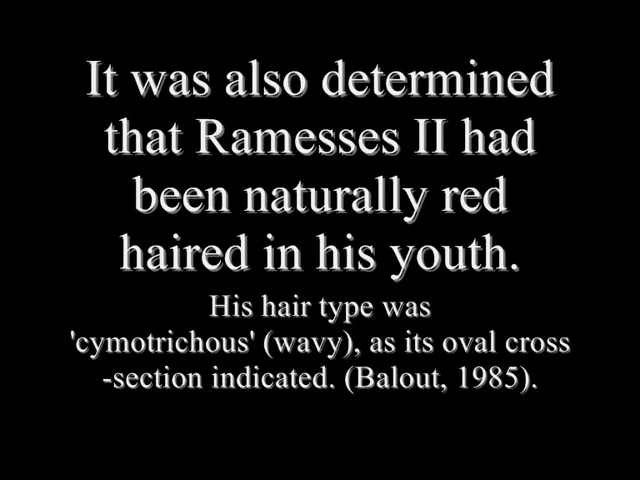 It was also determined
that Ramesses II had
been naturally red
haired in his youth.
His hair type was
'cymotrichous' (wavy), as its oval cross
-section indicated. (Balout, 1985).